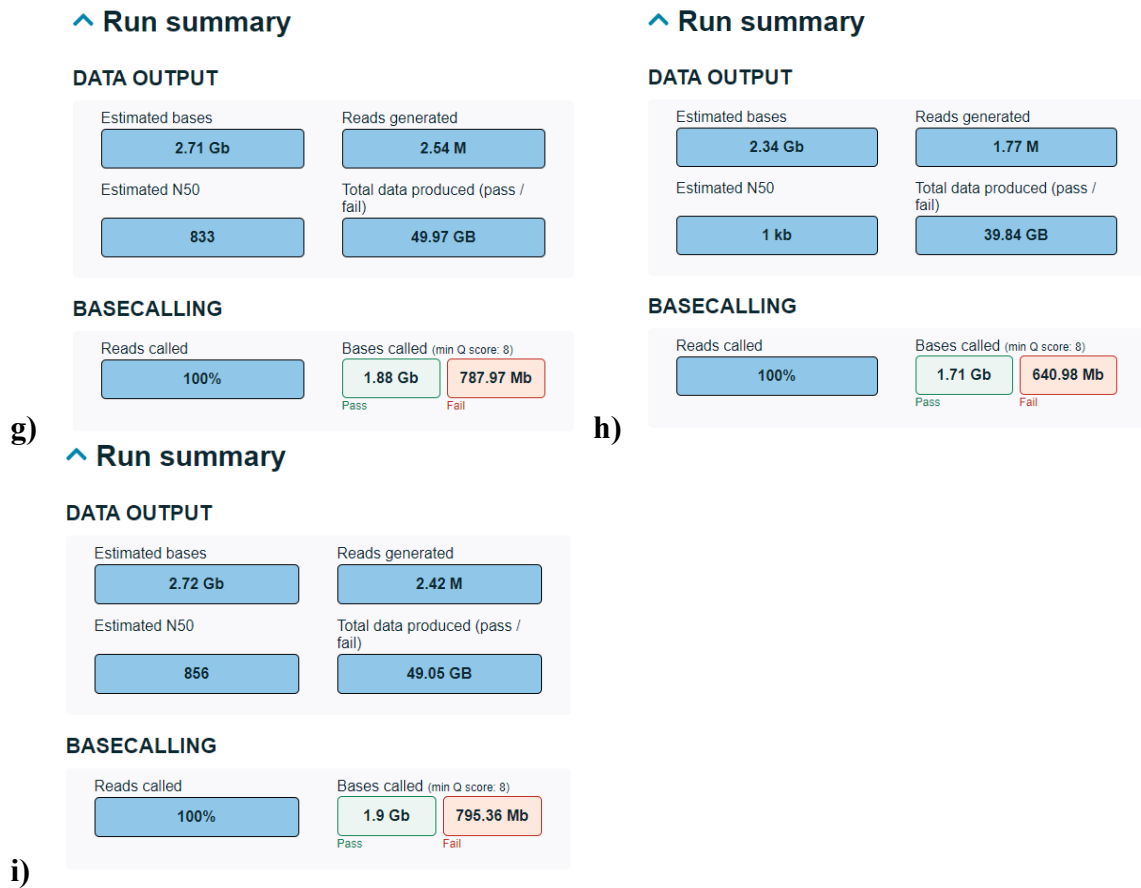 Run summary
DATA OUTPUT
Estimated bases
Reads generated
2.71 Gb
2.54 M
Estimated N50
Total data produced (pass /
fail)
833
49.97 GB
BASECALLING
Reads called
Bases called (min Q score: 8)
100%
1.88 Gb
787.97 Mb
Pass
Fail
g)
Run summary
DATA OUTPUT
Estimated bases
Reads generated
2.34 Gb
1.77 M
Estimated N50
Total data produced (pass /
fail)
1 kb
39.84 GB
BASECALLING
Reads called
Bases called (min Q score: 8)
100%
1.71 Gb
640.98 Mb
Pass
Fail
h)
Run summary
DATA OUTPUT
Estimated bases
Reads generated
2.72 Gb
2.42 M
Estimated N50
Total data produced (pass /
fail)
856
49.05 GB
BASECALLING
Reads called
Bases called (min Q score: 8)
100%
1.9 Gb
795.36 Mb
Pass
Fail
i)